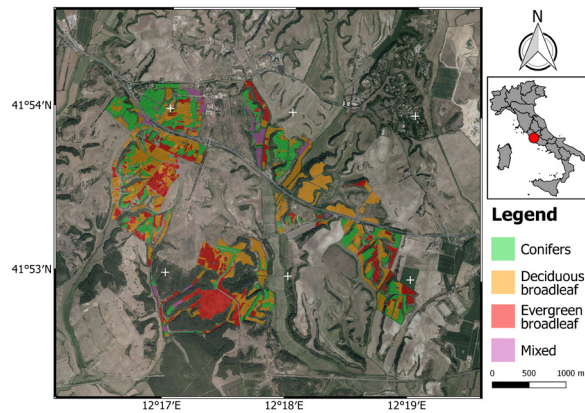 N
41°54'N
41°53'N
12°17'E
12°18'E
12°19'E
Legend
Conifers
Deciduous
broadleaf
Evergreen
broadleaf
Mixed
0 500 1000 m